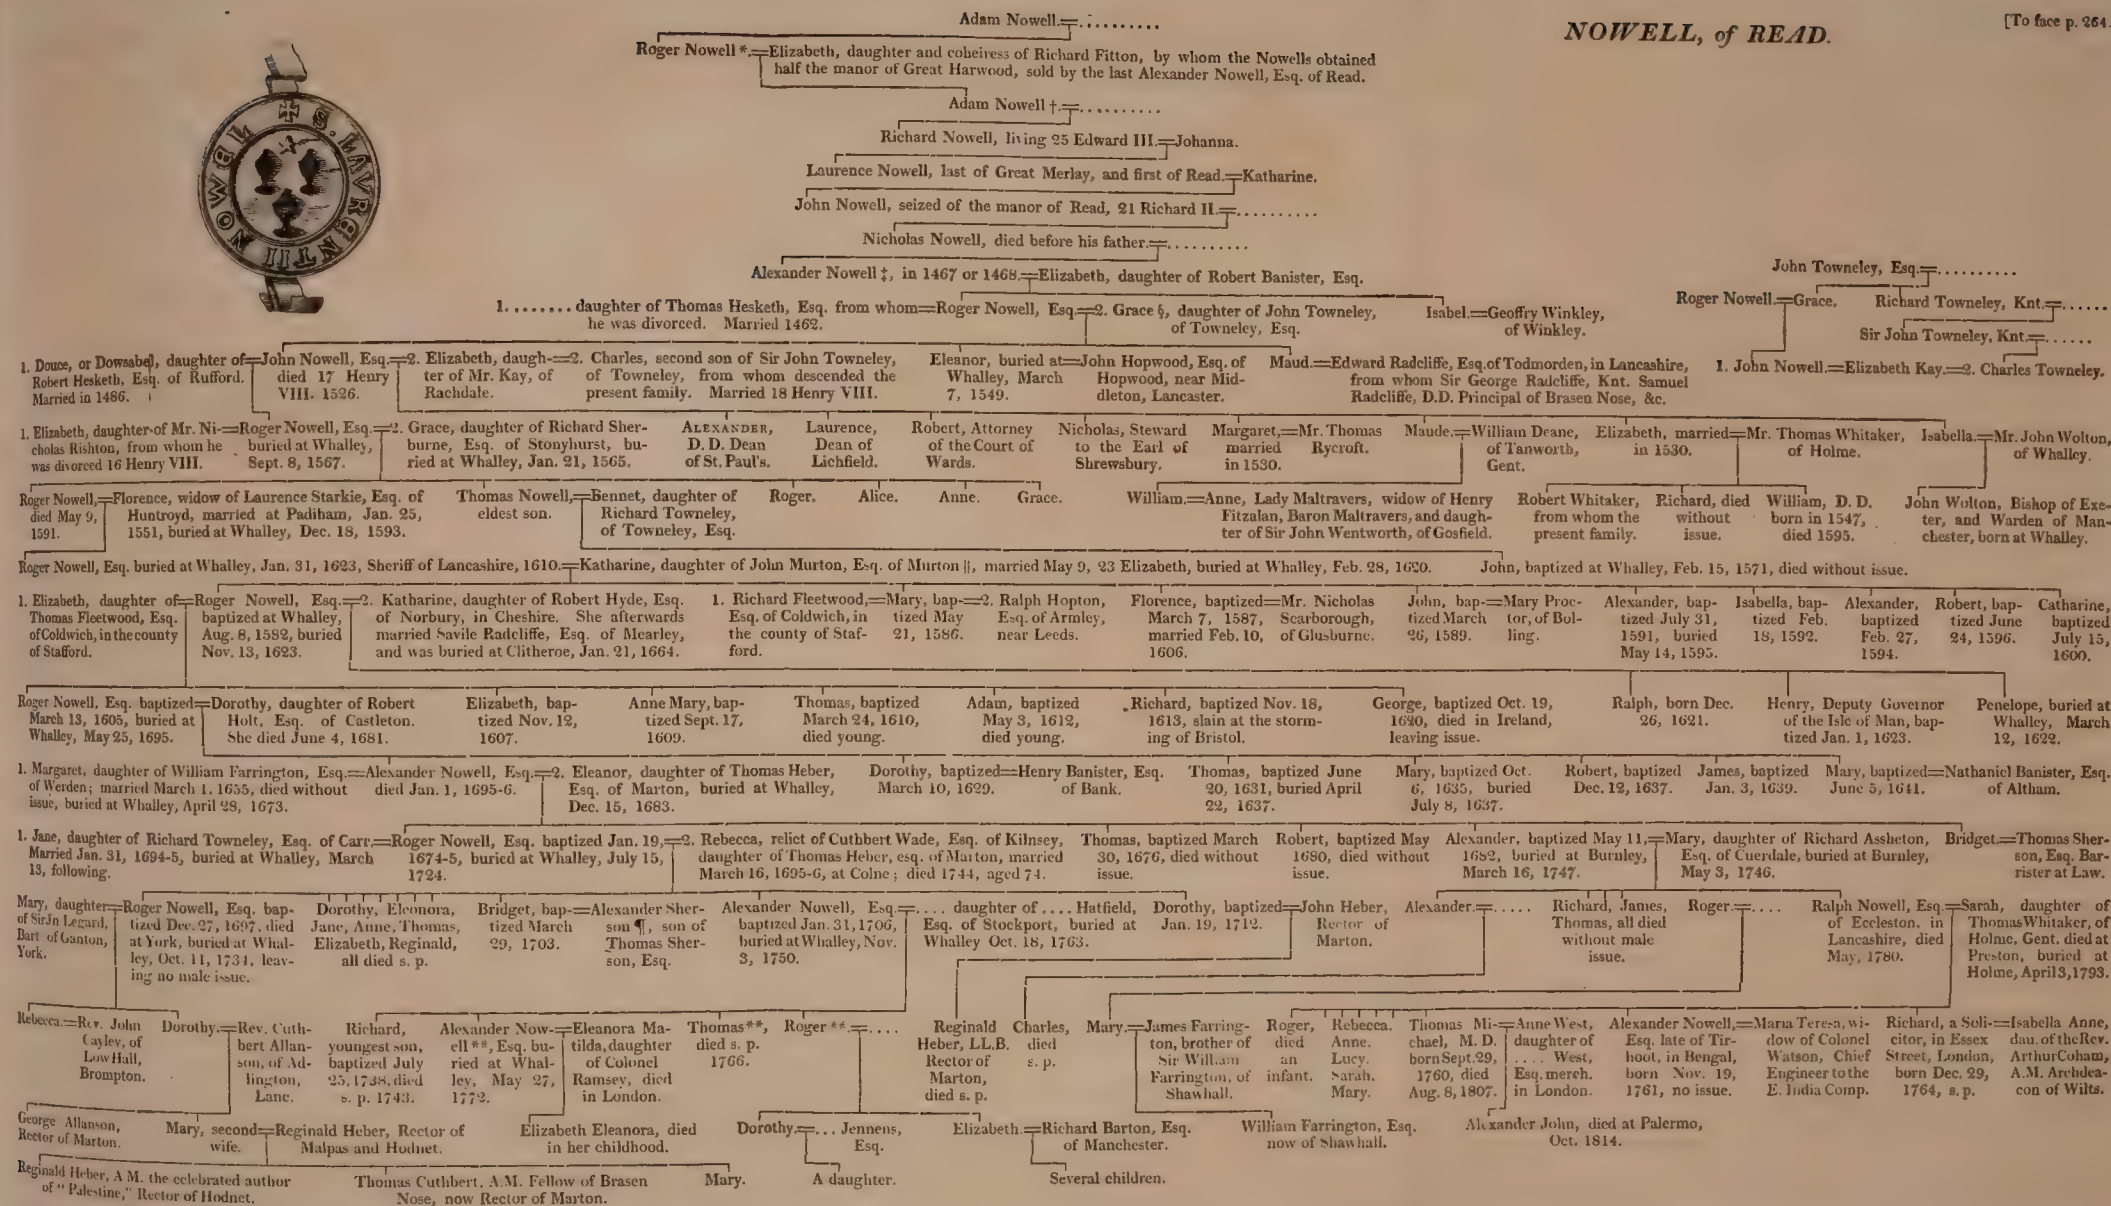 [To face p. 264.
NOWELL, of READ.
✠ S. LAVRENTII NOWEL
Adam Nowell.=..........
Roger Nowell *.=Elizabeth, daughter and coheiress of Richard Fitton, by whom the Nowells obtained
half the manor of Great Harwood, sold by the last Alexander Nowell, Esq. of Read.
Adam Nowell †.=..........
Richard Nowell, living 25 Edward III.=Johanna.
Laurence Nowell, last of Great Merlay, and first of Read.=Katharine.
John Nowell, seized of the manor of Read, 21 Richard II.=..........
Nicholas Nowell, died before his father.=..........
Alexander Nowell ‡, in 1467 or 1468.=Elizabeth, daughter of Robert Banister, Esq.
John Towneley, Esq.=..........
1. ....... daughter of Thomas Hesketh, Esq. from whom=Roger Nowell, Esq.=2. Grace §, daughter of John Towneley,
he was divorced. Married 1462.
of Towneley, Esq.
Isabel.=Geoffry Winkley,
of Winkley.
Roger Nowell.=Grace.
Richard Towneley, Knt.=......
Sir John Towneley, Knt.=......
1. Douce, or Dowsabel, daughter of
Robert Hesketh, Esq. of Rufford.
Married in 1486.
=John Nowell, Esq.=
died 17 Henry
VIII. 1526.
2. Elizabeth, daugh-
ter of Mr. Kay, of
Rachdale.
=2. Charles, second son of Sir John Towneley,
of Towneley, from whom descended the
present family. Married 18 Henry VIII.
Eleanor, buried at
Whalley, March
7, 1549.
=John Hopwood, Esq. of
Hopwood, near Mid-
dleton, Lancaster.
Maud.=Edward Radcliffe, Esq. of Todmorden, in Lancashire,
from whom Sir George Radcliffe, Knt. Samuel
Radcliffe, D.D. Principal of Brasen Nose, &c.
1. John Nowell.=Elizabeth Kay.=2. Charles Towneley.
1. Elizabeth, daughter of Mr. Ni-
cholas Rishton, from whom he
was divorced 16 Henry VIII.
=Roger Nowell, Esq.=
buried at Whalley,
Sept. 8, 1567.
2. Grace, daughter of Richard Sher-
burne, Esq. of Stonyhurst, bu-
ried at Whalley, Jan. 21, 1565.
ALEXANDER,
D. D. Dean
of St. Paul's.
Laurence,
Dean of
Lichfield.
Robert, Attorney
of the Court of
Wards.
Nicholas, Steward
to the Earl of
Shrewsbury.
Margaret,
married
in 1530.
=Mr. Thomas
Rycroft.
Maude.=William Deane,
of Tanworth,
Gent.
Elizabeth, married
in 1530.
=Mr. Thomas Whitaker,
of Holme.
Isabella.=Mr. John Wolton,
of Whalley.
Roger Nowell,
died May 9,
1591.
=Florence, widow of Laurence Starkie, Esq. of
Huntroyd, married at Padiham, Jan. 25,
1551, buried at Whalley, Dec. 18, 1593.
Thomas Nowell,
eldest son.
=Bennet, daughter of
Richard Towneley,
of Towneley, Esq.
Roger.
Alice.
Anne.
Grace.
William.=Anne, Lady Maltravers, widow of Henry
Fitzalan, Baron Maltravers, and daugh-
ter of Sir John Wentworth, of Gosfield.
Robert Whitaker,
from whom the
present family.
Richard, died
without
issue.
William, D. D.
born in 1547,
died 1595.
John Wolton, Bishop of Exe-
ter, and Warden of Man-
chester, born at Whalley.
Roger Nowell, Esq. buried at Whalley, Jan. 31, 1623, Sheriff of Lancashire, 1610.=Katharine, daughter of John Murton, Esq. of Murton ||, married May 9, 23 Elizabeth, buried at Whalley, Feb. 28, 1620.
John, baptized at Whalley, Feb. 15, 1571, died without issue.
1. Elizabeth, daughter of
Thomas Fleetwood, Esq.
of Coldwich, in the county
of Stafford.
=Roger Nowell, Esq.=
baptized at Whalley,
Aug. 8, 1582, buried
Nov. 13, 1623.
2. Katharine, daughter of Robert Hyde, Esq.
of Norbury, in Cheshire. She afterwards
married Savile Radcliffe, Esq. of Mearley,
and was buried at Clitheroe, Jan. 21, 1664.
1. Richard Fleetwood,
Esq. of Coldwich, in
the county of Staf-
ford.
=Mary, bap-
tized May
21, 1586.
=2. Ralph Hopton,
Esq. of Armley,
near Leeds.
Florence, baptized
March 7, 1587,
married Feb. 10,
1606.
=Mr. Nicholas
Scarborough,
of Glusburne.
John, bap-
tized March
26, 1589.
=Mary Proc-
tor, of Bol-
ling.
Alexander, bap-
tized July 31,
1591, buried
May 14, 1595.
Isabella, bap-
tized Feb.
18, 1592.
Alexander,
baptized
Feb. 27,
1594.
Robert, bap-
tized June
24, 1596.
Catharine,
baptized
July 15,
1600.
Roger Nowell, Esq. baptized
March 13, 1605, buried at
Whalley, May 25, 1695.
=Dorothy, daughter of Robert
Holt, Esq. of Castleton.
She died June 4, 1681.
Elizabeth, bap-
tized Nov. 12,
1607.
Anne Mary, bap-
tized Sept. 17,
1609.
Thomas, baptized
March 24, 1610,
died young.
Adam, baptized
May 3, 1612,
died young.
Richard, baptized Nov. 18,
1613, slain at the storm-
ing of Bristol.
George, baptized Oct. 19,
1620, died in Ireland,
leaving issue.
Ralph, born Dec.
26, 1621.
Henry, Deputy Governor
of the Isle of Man, bap-
tized Jan. 1, 1623.
Penelope, buried at
Whalley, March
12, 1622.
1. Margaret, daughter of William Farrington, Esq.
of Werden; married March 1, 1655, died without
issue, buried at Whalley, April 28, 1673.
=Alexander Nowell, Esq.=
died Jan. 1, 1695-6.
2. Eleanor, daughter of Thomas Heber,
Esq. of Marton, buried at Whalley,
Dec. 15, 1683.
Dorothy, baptized
March 10, 1629.
=Henry Banister, Esq.
of Bank.
Thomas, baptized June
20, 1631, buried April
22, 1637.
Mary, baptized Oct.
6, 1635, buried
July 8, 1637.
Robert, baptized
Dec. 12, 1637.
James, baptized
Jan. 3, 1639.
Mary, baptized
June 5, 1641.
=Nathaniel Banister, Esq.
of Altham.
1. Jane, daughter of Richard Towneley, Esq. of Carr.
Married Jan. 31, 1694-5, buried at Whalley, March
13, following.
=Roger Nowell, Esq. baptized Jan. 19,=
1674-5, buried at Whalley, July 15,
1724.
2. Rebecca, relict of Cuthbert Wade, Esq. of Kilnsey,
daughter of Thomas Heber, esq. of Marton, married
March 16, 1695-6, at Colne; died 1744, aged 74.
Thomas, baptized March
30, 1676, died without
issue.
Robert, baptized May
1680, died without
issue.
Alexander, baptized May 11,
1682, buried at Burnley,
March 16, 1747.
=Mary, daughter of Richard Assheton,
Esq. of Cuerdale, buried at Burnley,
May 3, 1746.
Bridget.=Thomas Sher-
son, Esq. Bar-
rister at Law.
Mary, daughter
of Sir Jn Legard,
Bart of Ganton,
York.
=Roger Nowell, Esq. bap-
tized Dec. 27, 1697, died
at York, buried at Whal-
ley, Oct. 11, 1734, leav-
ing no male issue.
Dorothy, Eleonora,
Jane, Anne, Thomas,
Elizabeth, Reginald,
all died s. p.
Bridget, bap-
tized March
29, 1703.
=Alexander Sher-
son ¶, son of
Thomas Sher-
son, Esq.
Alexander Nowell, Esq.
baptized Jan. 31, 1706,
buried at Whalley, Nov.
3, 1750.
=.... daughter of .... Hatfield,
Esq. of Stockport, buried at
Whalley Oct. 18, 1763.
Dorothy, baptized
Jan. 19, 1712.
=John Heber,
Rector of
Marton.
Alexander.=.....
Richard, James,
Thomas, all died
without male
issue.
Roger.=....
Ralph Nowell, Esq.
of Eccleston, in
Lancashire, died
May, 1780.
=Sarah, daughter of
Thomas Whitaker, of
Holme, Gent. died at
Preston, buried at
Holme, April 3, 1793.
Rebecca.=Rev. John
Cayley, of
Low Hall,
Brompton.
Dorothy.=Rev. Cuth-
bert Allan-
son, of Ad-
lington,
Lanc.
Richard,
youngest son,
baptized July
25, 1738, died
s. p. 1743.
Alexander Now-
ell **, Esq. bu-
ried at Whal-
ley, May 27,
1772.
=Eleanora Ma-
tilda, daughter
of Colonel
Ramsey, died
in London.
Thomas**,
died s. p.
1766.
Roger **.=....
Reginald
Heber, LL.B.
Rector of
Marton,
died s. p.
Charles,
died
s. p.
Mary.=James Farring-
ton, brother of
Sir William
Farrington, of
Shawhall.
Roger,
died
an
infant.
Rebecca.
Anne.
Lucy.
Sarah.
Mary.
Thomas Mi-
chael, M. D.
born Sept. 29,
1760, died
Aug. 8, 1807.
=Anne West,
daughter of
.... West,
Esq. merch.
in London.
Alexander Nowell,
Esq. late of Tir-
hoot, in Bengal,
born Nov. 19,
1761, no issue.
=Maria Teresa, wi-
dow of Colonel
Watson, Chief
Engineer to the
E. India Comp.
Richard, a Soli-
citor, in Essex
Street, London,
born Dec. 29,
1764, s. p.
=Isabella Anne,
dau. of the Rev.
Arthur Coham,
A.M. Archdea-
con of Wilts.
George Allanson,
Rector of Marton.
Mary, second
wife.
=Reginald Heber, Rector of
Malpas and Hodnet.
Elizabeth Eleanora, died
in her childhood.
Dorothy.=... Jennens,
Esq.
Elizabeth.=Richard Barton, Esq.
of Manchester.
William Farrington, Esq.
now of Shawhall.
Alexander John, died at Palermo,
Oct. 1814.
Reginald Heber, A M. the celebrated author
of "Palestine," Rector of Hodnet.
Thomas Cuthbert, A.M. Fellow of Brasen
Nose, now Rector of Marton.
Mary.
A daughter.
Several children.